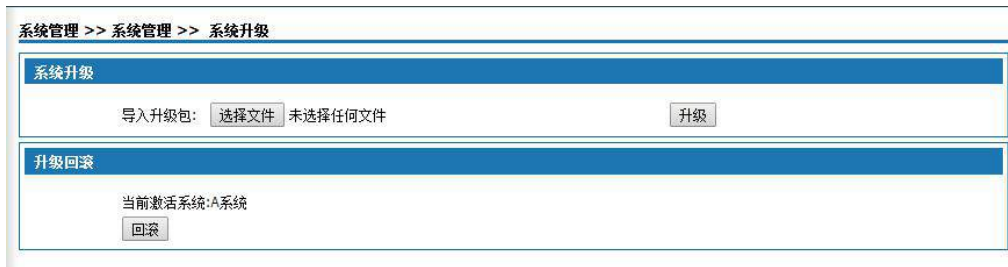 系统管理 >> 系统管理 >> 系统升级
系统升级
导入升级包: 选择文件 未选择任何文件 升级
升级回滚
当前激活系统:A系统
回滚